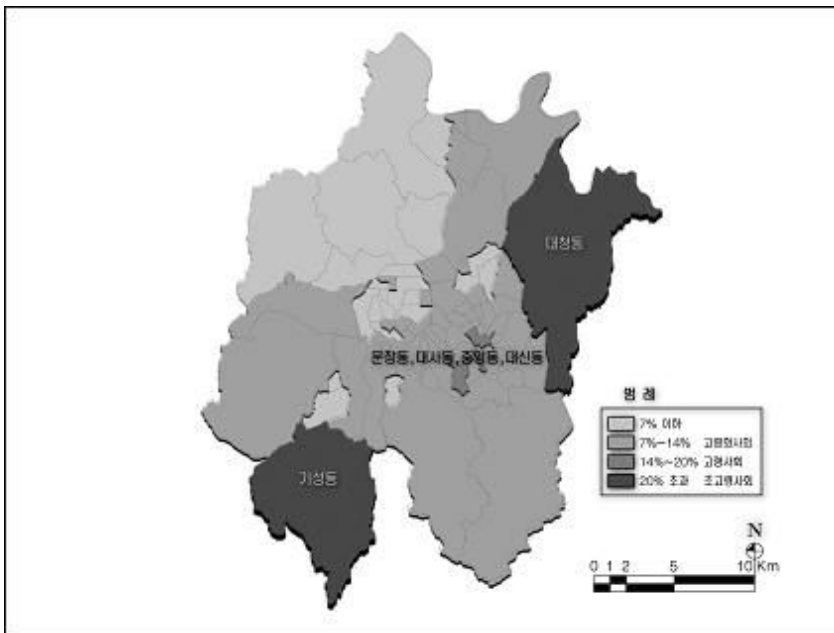 대청동
문창동,대사동,중앙동,대신동
기성동
범 례
7% 이하
7%~14% 고령화사회
14%~20% 고령사회
20% 초과 초고령사회
N
0 1 2 5 10 Km